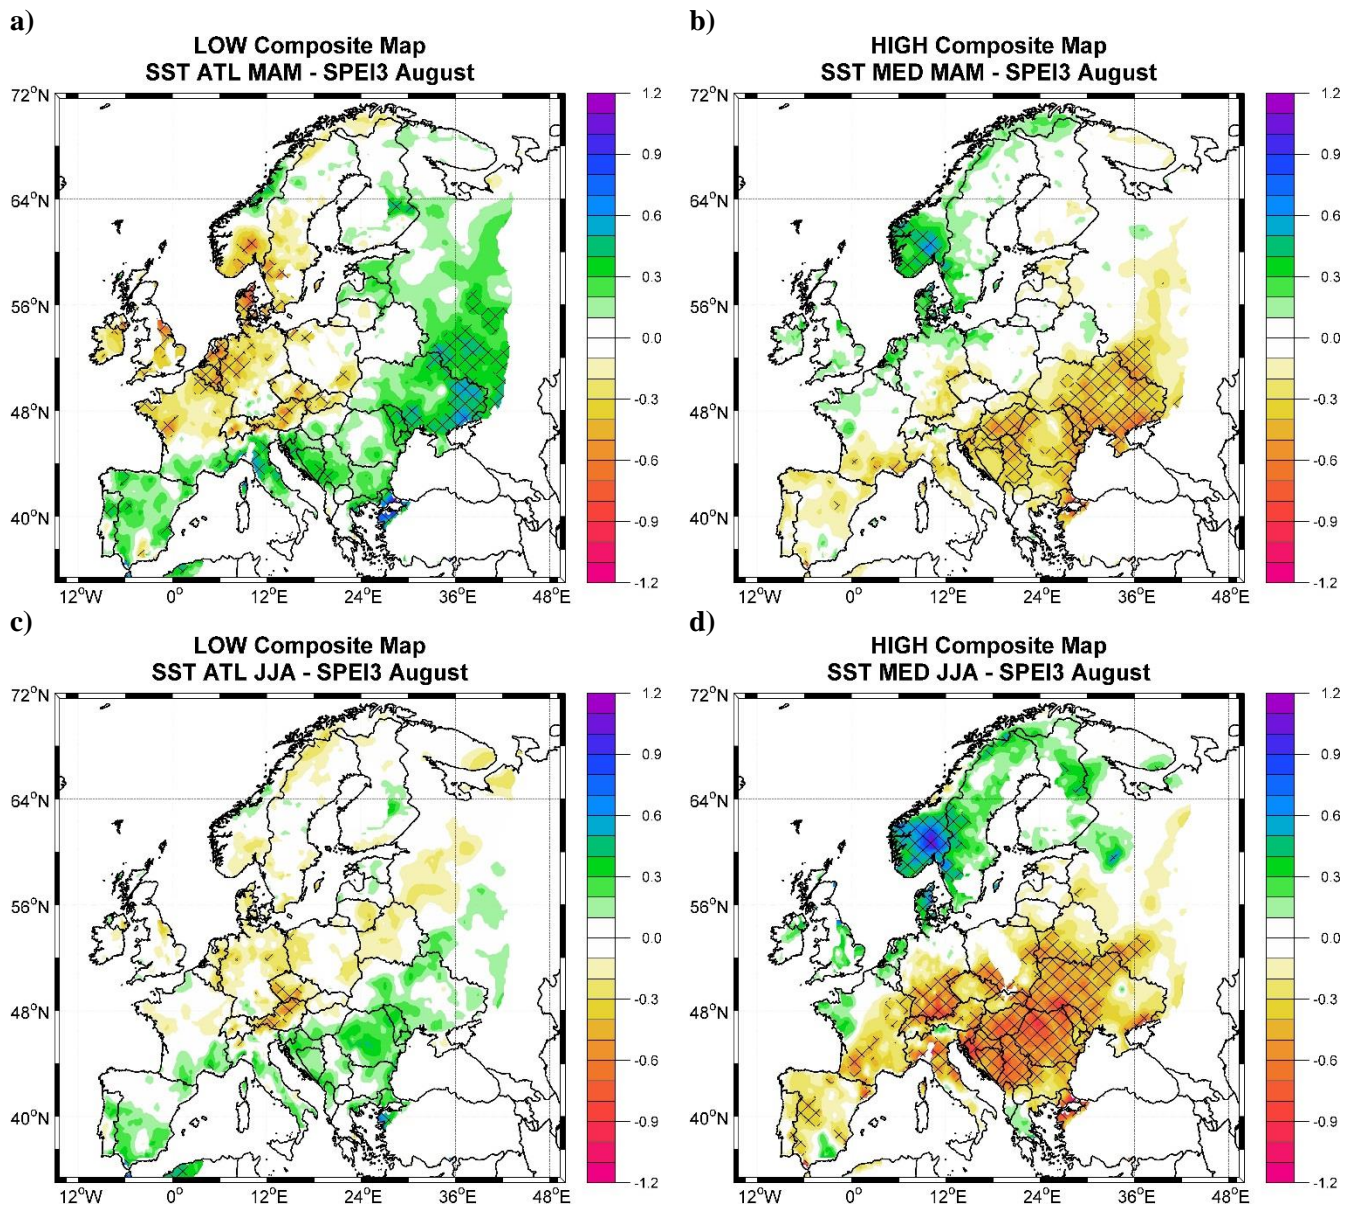 a)
LOW Composite Map
SST ATL MAM - SPEI3 August
72°N
64°N
56°N
48°N
40°N
12°W 0° 12°E 24°E 36°E 48°E
1.2
0.9
0.6
0.3
0.0
-0.3
-0.6
-0.9
-1.2
b)
HIGH Composite Map
SST MED MAM - SPEI3 August
72°N
64°N
56°N
48°N
40°N
12°W 0° 12°E 24°E 36°E 48°E
1.2
0.9
0.6
0.3
0.0
-0.3
-0.6
-0.9
-1.2
c)
LOW Composite Map
SST ATL JJA - SPEI3 August
72°N
64°N
56°N
48°N
40°N
12°W 0° 12°E 24°E 36°E 48°E
1.2
0.9
0.6
0.3
0.0
-0.3
-0.6
-0.9
-1.2
d)
HIGH Composite Map
SST MED JJA - SPEI3 August
72°N
64°N
56°N
48°N
40°N
12°W 0° 12°E 24°E 36°E 48°E
1.2
0.9
0.6
0.3
0.0
-0.3
-0.6
-0.9
-1.2